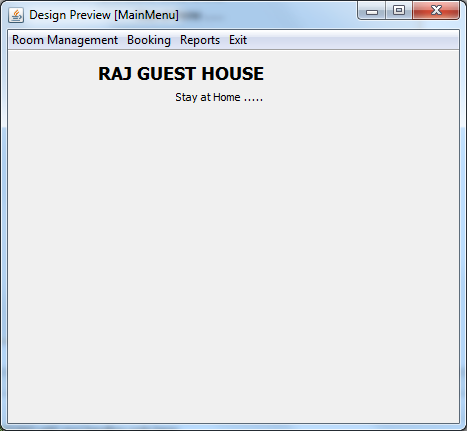 Design Preview [MainMenu]
Room Management Booking Reports Exit
RAJ GUEST HOUSE
Stay at Home .....